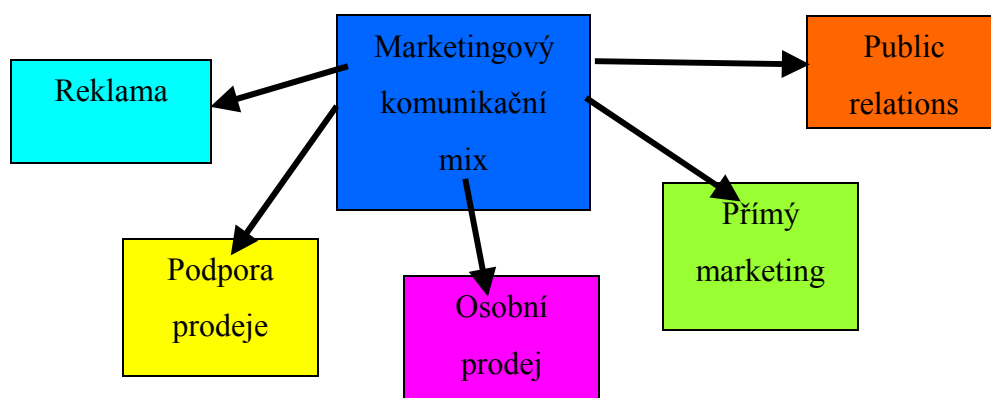 Marketingový
komunikační
mix
Reklama
Public
relations
Podpora
prodeje
Osobní
prodej
Přímý
marketing